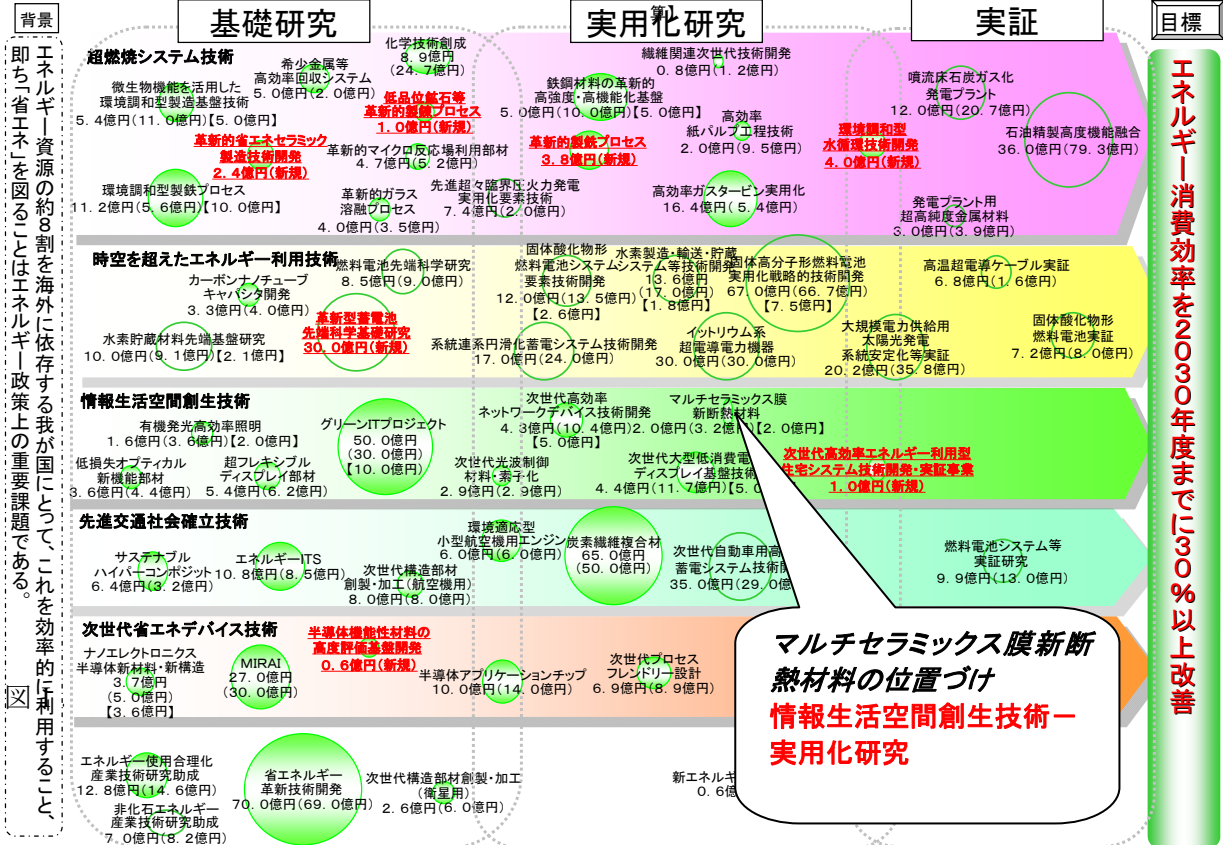 背景
基礎研究
実用化研究
算】
実証
目標
エネルギー資源の約8割を海外に依存する我が国にとって、これを効率的に利用すること、
即ち「省エネ」を図ることはエネルギー政策上の重要課題である。
図
エネルギー消費効率を2030年度までに30%以上改善
超燃焼システム技術
微生物機能を活用した
環境調和型製造基盤技術
5.4億円(11.0億円)【5.0億円】
希少金属等
高効率回収システム
5.0億円(2.0億円)
化学技術創成
8.9億円
(24.7億円)
低品位鉱石等
革新的製錬プロセス
1.0億円(新規)
革新的省エネセラミック
製造技術開発
2.4億円(新規)
革新的マイクロ反応場利用部材
4.7億円(5.2億円)
環境調和型製鉄プロセス
11.2億円(5.6億円)【10.0億円】
革新的ガラス
溶融プロセス
4.0億円(3.5億円)
先進超々臨界圧火力発電
実用化要素技術
7.4億円(2.0億円)
繊維関連次世代技術開発
0.8億円(1.2億円)
鉄鋼材料の革新的
高強度・高機能化基盤
5.0億円(10.0億円)【5.0億円】
革新的製鉄プロセス
3.8億円(新規)
高効率
紙パルプ工程技術
2.0億円(9.5億円)
高効率ガスタービン実用化
16.4億円(5.4億円)
環境調和型
水循環技術開発
4.0億円(新規)
噴流床石炭ガス化
発電プラント
12.0億円(20.7億円)
石油精製高度機能融合
36.0億円(79.3億円)
発電プラント用
超高純度金属材料
3.0億円(3.9億円)
時空を超えたエネルギー利用技術
カーボンナノチューブ
キャパシタ開発
3.3億円(4.0億円)
燃料電池先端科学研究
8.5億円(9.0億円)
革新型蓄電池
先端科学基礎研究
30.0億円(新規)
水素貯蔵材料先端基盤研究
10.0億円(9.1億円)【2.1億円】
固体酸化物形
燃料電池システム
要素技術開発
12.0億円(13.5億円)
【2.6億円】
水素製造・輸送・貯蔵
システム等技術開発
13.6億円
(17.0億円)
【1.8億円】
固体高分子形燃料電池
実用化戦略的技術開発
67.0億円(66.7億円)
【7.5億円】
系統連系円滑化蓄電システム技術開発
17.0億円(24.0億円)
イットリウム系
超電導電力機器
30.0億円(30.0億円)
高温超電導ケーブル実証
6.8億円(1.6億円)
大規模電力供給用
太陽光発電
系統安定化等実証
20.2億円(35.8億円)
固体酸化物形
燃料電池実証
7.2億円(8.0億円)
情報生活空間創生技術
有機発光高効率照明
1.6億円(3.6億円)【2.0億円】
グリーンITプロジェクト
50.0億円
(30.0億円)
【10.0億円】
低損失オプティカル
新機能部材
3.6億円(4.4億円)
超フレキシブル
ディスプレイ部材
5.4億円(6.2億円)
次世代高効率
ネットワークデバイス技術開発
4.3億円(10.4億円)
【5.0億円】
マルチセラミックス膜
新断熱材料
2.0億円(3.2億円)【2.0億円】
次世代光波制御
材料・素子化
2.9億円(2.9億円)
次世代大型低消費電
ディスプレイ基盤技術
4.4億円(11.7億円)【5.0
次世代高効率エネルギー利用型
住宅システム技術開発・実証事業
1.0億円(新規)
先進交通社会確立技術
サステナブル
ハイパーコンポジット
6.4億円(3.2億円)
エネルギーITS
10.8億円(8.5億円)
次世代構造部材
創製・加工(航空機用)
8.0億円(8.0億円)
環境適応型
小型航空機用エンジン
6.0億円(6.0億円)
炭素繊維複合材
65.0億円
(50.0億円)
次世代自動車用高
蓄電システム技術開
35.0億円(29.0億
燃料電池システム等
実証研究
9.9億円(13.0億円)
次世代省エネデバイス技術
ナノエレクトロニクス
半導体新材料・新構造
3.7億円
(5.0億円)
【3.6億円】
MIRAI
27.0億円
(30.0億円)
半導体機能性材料の
高度評価基盤開発
0.6億円(新規)
半導体アプリケーションチップ
10.0億円(14.0億円)
次世代プロセス
フレンドリー設計
6.9億円(8.9億円)
マルチセラミックス膜新断
熱材料の位置づけ
情報生活空間創生技術ー
実用化研究
エネルギー使用合理化
産業技術研究助成
12.8億円(14.6億円)
非化石エネルギー
産業技術研究助成
7.0億円(8.2億円)
省エネルギー
革新技術開発
70.0億円(69.0億円)
次世代構造部材創製・加工
(衛星用)
2.6億円(6.0億円)
新エネルギ
0.6億